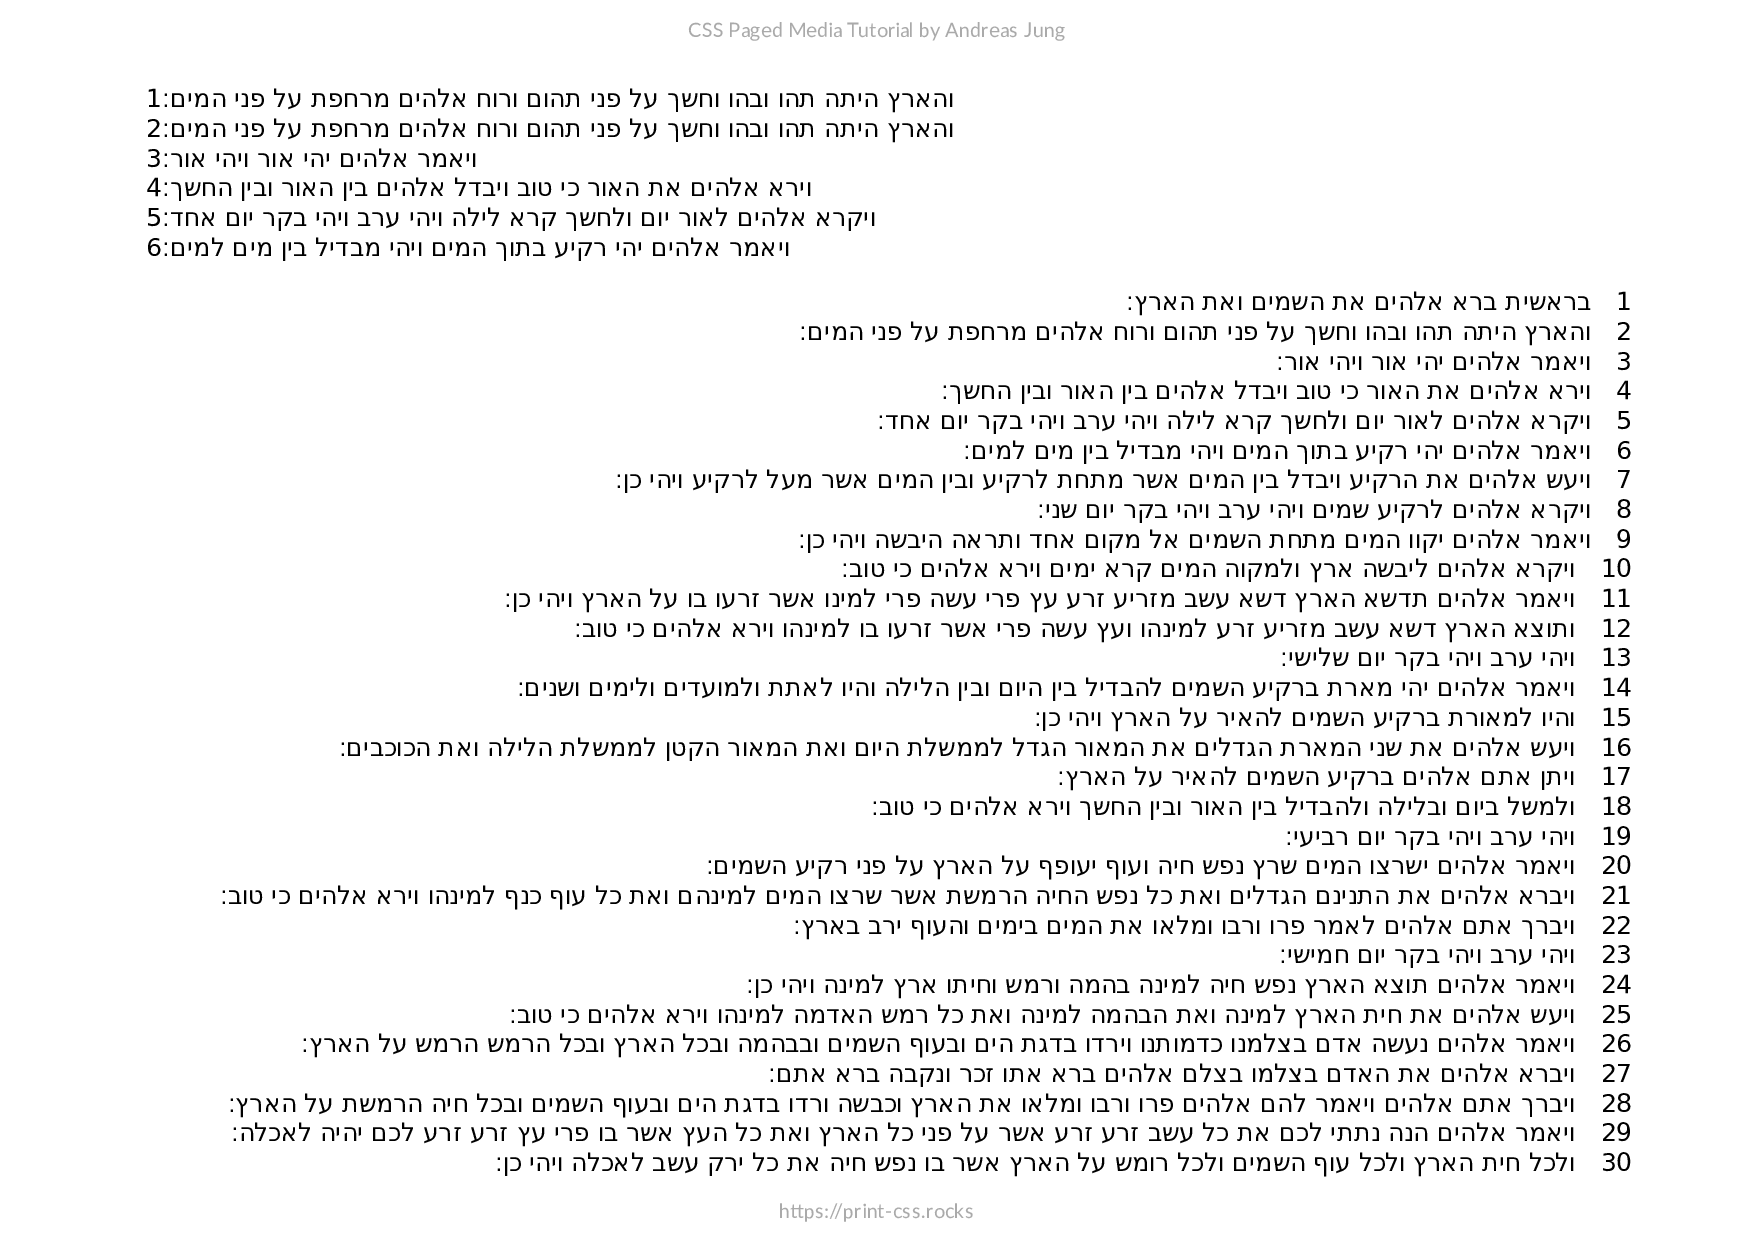 CSS Paged Media Tutorial by Andreas Jung
1:והארץ היתה תהו ובהו וחשך על פני תהום ורוח אלהים מרחפת על פני המים
2:והארץ היתה תהו ובהו וחשך על פני תהום ורוח אלהים מרחפת על פני המים
3:ויאמר אלהים יהי אור ויהי אור
4:וירא אלהים את האור כי טוב ויבדל אלהים בין האור ובין החשך
5:ויקרא אלהים לאור יום ולחשך קרא לילה ויהי ערב ויהי בקר יום אחד
6:ויאמר אלהים יהי רקיע בתוך המים ויהי מבדיל בין מים למים
1 בראשית ברא אלהים את השמים ואת הארץ:
2 והארץ היתה תהו ובהו וחשך על פני תהום ורוח אלהים מרחפת על פני המים:
3 ויאמר אלהים יהי אור ויהי אור:
4 וירא אלהים את האור כי טוב ויבדל אלהים בין האור ובין החשך:
5 ויקרא אלהים לאור יום ולחשך קרא לילה ויהי ערב ויהי בקר יום אחד:
6 ויאמר אלהים יהי רקיע בתוך המים ויהי מבדיל בין מים למים:
7 ויעש אלהים את הרקיע ויבדל בין המים אשר מתחת לרקיע ובין המים אשר מעל לרקיע ויהי כן:
8 ויקרא אלהים לרקיע שמים ויהי ערב ויהי בקר יום שני:
9 ויאמר אלהים יקוו המים מתחת השמים אל מקום אחד ותראה היבשה ויהי כן:
10 ויקרא אלהים ליבשה ארץ ולמקוה המים קרא ימים וירא אלהים כי טוב:
11 ויאמר אלהים תדשא הארץ דשא עשב מזריע זרע עץ פרי עשה פרי למינו אשר זרעו בו על הארץ ויהי כן:
12 ותוצא הארץ דשא עשב מזריע זרע למינהו ועץ עשה פרי אשר זרעו בו למינהו וירא אלהים כי טוב:
13 ויהי ערב ויהי בקר יום שלישי:
14 ויאמר אלהים יהי מארת ברקיע השמים להבדיל בין היום ובין הלילה והיו לאתת ולמועדים ולימים ושנים:
15 והיו למאורת ברקיע השמים להאיר על הארץ ויהי כן:
16 ויעש אלהים את שני המארת הגדלים את המאור הגדל לממשלת היום ואת המאור הקטן לממשלת הלילה ואת הכוכבים:
17 ויתן אתם אלהים ברקיע השמים להאיר על הארץ:
18 ולמשל ביום ובלילה ולהבדיל בין האור ובין החשך וירא אלהים כי טוב:
19 ויהי ערב ויהי בקר יום רביעי:
20 ויאמר אלהים ישרצו המים שרץ נפש חיה ועוף יעופף על הארץ על פני רקיע השמים:
21 ויברא אלהים את התנינם הגדלים ואת כל נפש החיה הרמשת אשר שרצו המים למינהם ואת כל עוף כנף למינהו וירא אלהים כי טוב:
22 ויברך אתם אלהים לאמר פרו ורבו ומלאו את המים בימים והעוף ירב בארץ:
23 ויהי ערב ויהי בקר יום חמישי:
24 ויאמר אלהים תוצא הארץ נפש חיה למינה בהמה ורמש וחיתו ארץ למינה ויהי כן:
25 ויעש אלהים את חית הארץ למינה ואת הבהמה למינה ואת כל רמש האדמה למינהו וירא אלהים כי טוב:
26 ויאמר אלהים נעשה אדם בצלמנו כדמותנו וירדו בדגת הים ובעוף השמים ובבהמה ובכל הארץ ובכל הרמש הרמש על הארץ:
27 ויברא אלהים את האדם בצלמו בצלם אלהים ברא אתו זכר ונקבה ברא אתם:
28 ויברך אתם אלהים ויאמר להם אלהים פרו ורבו ומלאו את הארץ וכבשה ורדו בדגת הים ובעוף השמים ובכל חיה הרמשת על הארץ:
29 ויאמר אלהים הנה נתתי לכם את כל עשב זרע זרע אשר על פני כל הארץ ואת כל העץ אשר בו פרי עץ זרע זרע לכם יהיה לאכלה:
30 ולכל חית הארץ ולכל עוף השמים ולכל רומש על הארץ אשר בו נפש חיה את כל ירק עשב לאכלה ויהי כן:
https://print-css.rocks